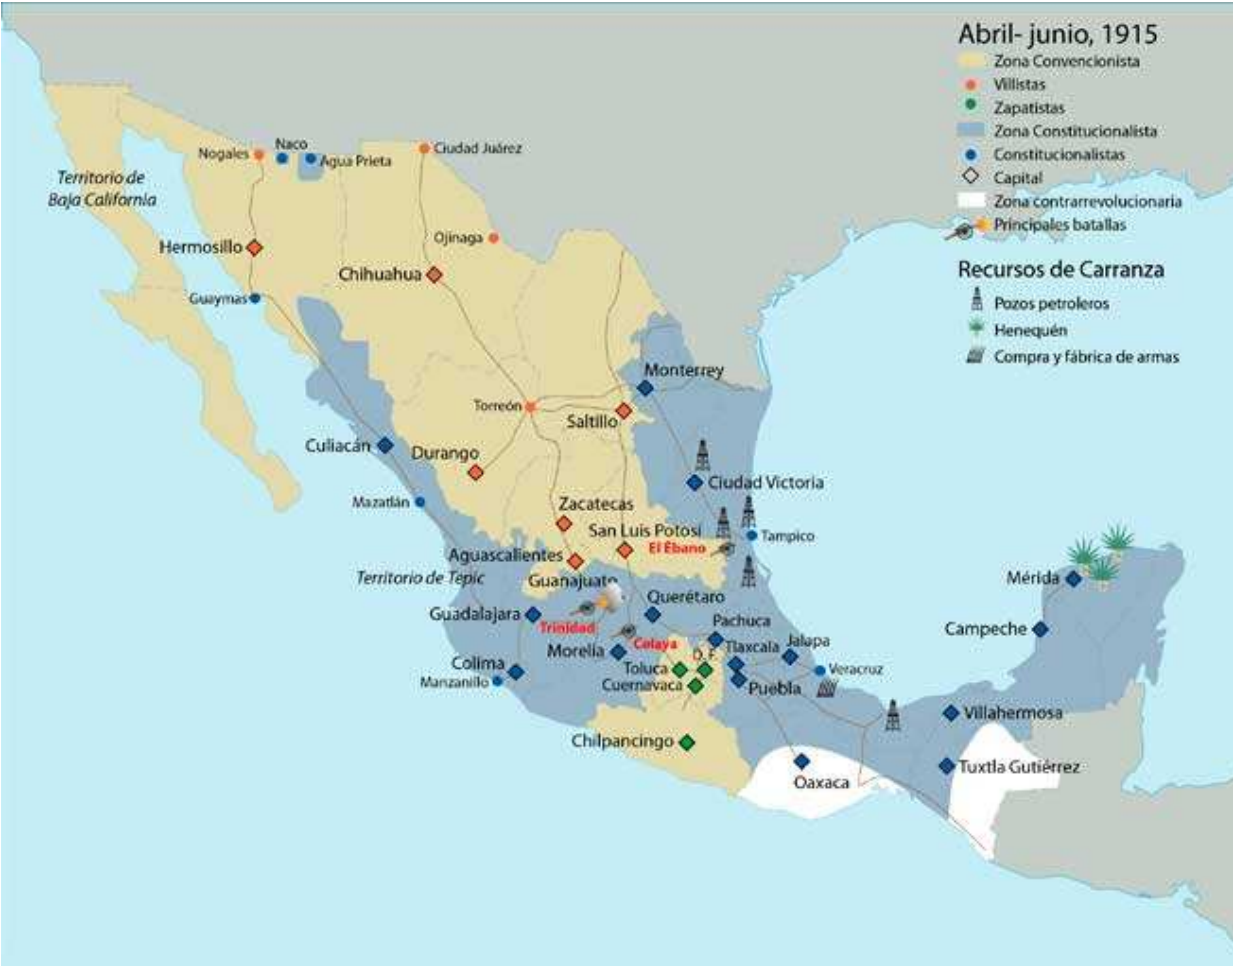 Abril- junio, 1915
Zona Convencionista
Villistas
Zapatistas
Zona Constitucionalista
Constitucionalistas
Capital
Zona contrarrevolucionaria
Principales batallas
Recursos de Carranza
Pozos petroleros
Henequén
Compra y fábrica de armas
Nogales
Naco
Agua Prieta
Ciudad Juárez
Territorio de
Baja California
Hermosillo
Ojinaga
Chihuahua
Guaymas
Monterrey
Torreón
Saltillo
Culiacán
Durango
Ciudad Victoria
Mazatlán
Zacatecas
San Luis Potosí
El Ébano
Tampico
Aguascalientes
Territorio de Tepic
Guanajuato
Mérida
Querétaro
Guadalajara
Trinidad
Pachuca
Campeche
Celaya
Morelia
D.F.
Tlaxcala
Jalapa
Colima
Toluca
Veracruz
Manzanillo
Cuernavaca
Puebla
Villahermosa
Chilpancingo
Tuxtla Gutiérrez
Oaxaca